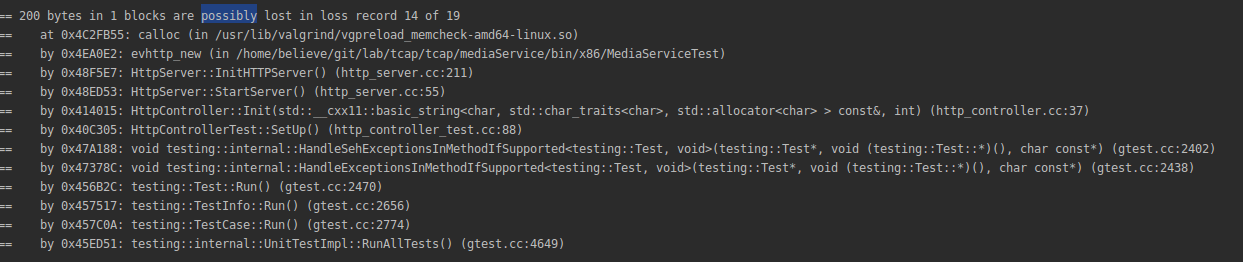 == 200 bytes in 1 blocks are possibly lost in loss record 14 of 19
==    at 0x4C2FB55: calloc (in /usr/lib/valgrind/vgpreload_memcheck-amd64-linux.so)
==    by 0x4EA0E2: evhttp_new (in /home/believe/git/lab/tcap/tcap/mediaService/bin/x86/MediaServiceTest)
==    by 0x48F5E7: HttpServer::InitHTTPServer() (http_server.cc:211)
==    by 0x48ED53: HttpServer::StartServer() (http_server.cc:55)
==    by 0x414015: HttpController::Init(std::__cxx11::basic_string<char, std::char_traits<char>, std::allocator<char> > const&, int) (http_controller.cc:37)
==    by 0x40C305: HttpControllerTest::SetUp() (http_controller_test.cc:88)
==    by 0x47A188: void testing::internal::HandleSehExceptionsInMethodIfSupported<testing::Test, void>(testing::Test*, void (testing::Test::*)(), char const*) (gtest.cc:2402)
==    by 0x47378C: void testing::internal::HandleExceptionsInMethodIfSupported<testing::Test, void>(testing::Test*, void (testing::Test::*)(), char const*) (gtest.cc:2438)
==    by 0x456B2C: testing::Test::Run() (gtest.cc:2470)
==    by 0x457517: testing::TestInfo::Run() (gtest.cc:2656)
==    by 0x457C0A: testing::TestCase::Run() (gtest.cc:2774)
==    by 0x45ED51: testing::internal::UnitTestImpl::RunAllTests() (gtest.cc:4649)